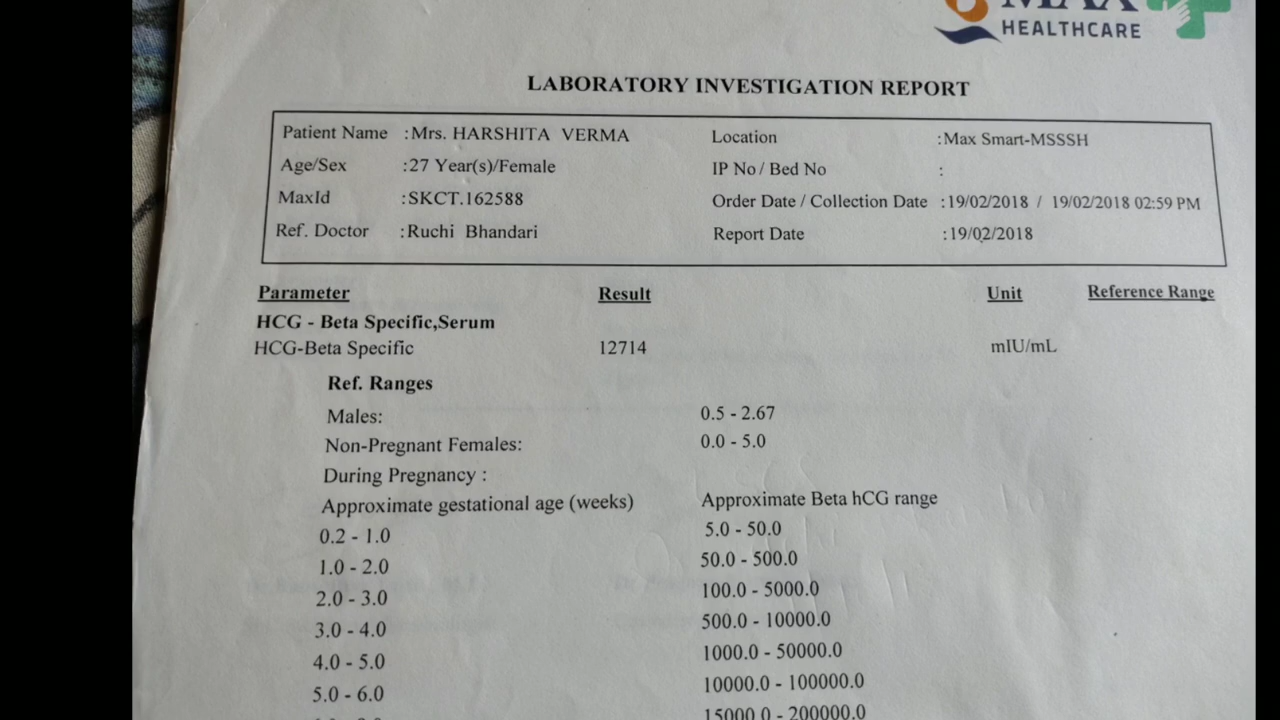 MAX
HEALTHCARE
LABORATORY INVESTIGATION REPORT
Patient Name :Mrs. HARSHITA VERMA Location :Max Smart-MSSSH
Age/Sex :27 Year(s)/Female IP No / Bed No :
MaxId :SKCT.162588 Order Date / Collection Date :19/02/2018 / 19/02/2018 02:59 PM
Ref. Doctor :Ruchi Bhandari Report Date :19/02/2018
Parameter Result Unit Reference Range
HCG - Beta Specific,Serum
HCG-Beta Specific 12714 mIU/mL
Ref. Ranges
Males: 0.5 - 2.67
Non-Pregnant Females: 0.0 - 5.0
During Pregnancy :
Approximate gestational age (weeks) Approximate Beta hCG range
0.2 - 1.0 5.0 - 50.0
1.0 - 2.0 50.0 - 500.0
2.0 - 3.0 100.0 - 5000.0
3.0 - 4.0 500.0 - 10000.0
4.0 - 5.0 1000.0 - 50000.0
5.0 - 6.0 10000.0 - 100000.0
15000.0 - 200000.0